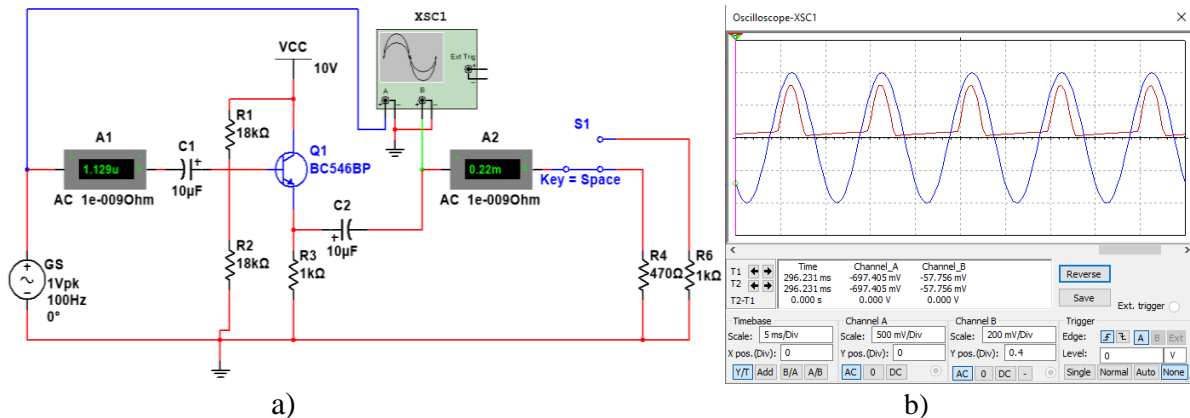 XSC1
VCC
10V
Ext Trig
+
-
A
B
+ - + -
A1
1.129u
AC 1e-009Ohm
C1
+
10µF
R1
18kΩ
Q1
BC546BP
A2
0.22m
AC 1e-009Ohm
S1
Key = Space
C2
+
10µF
R2
18kΩ
R3
1kΩ
R4
470Ω
R6
1kΩ
GS
1Vpk
100Hz
0°
a)
Oscilloscope-XSC1
×
T1
T2
T2-T1
Time Channel_A Channel_B
296.231 ms -697.405 mV -57.756 mV
296.231 ms -697.405 mV -57.756 mV
0.000 s 0.000 V 0.000 V
Reverse
Save
Ext. trigger
Timebase
Scale: 5 ms/Div
X pos.(Div): 0
Y/T Add B/A A/B
Channel A
Scale: 500 mV/Div
Y pos.(Div): 0
AC 0 DC
Channel B
Scale: 200 mV/Div
Y pos.(Div): 0.4
AC 0 DC -
Trigger
Edge: A B Ext
Level: 0 V
Single Normal Auto None
b)